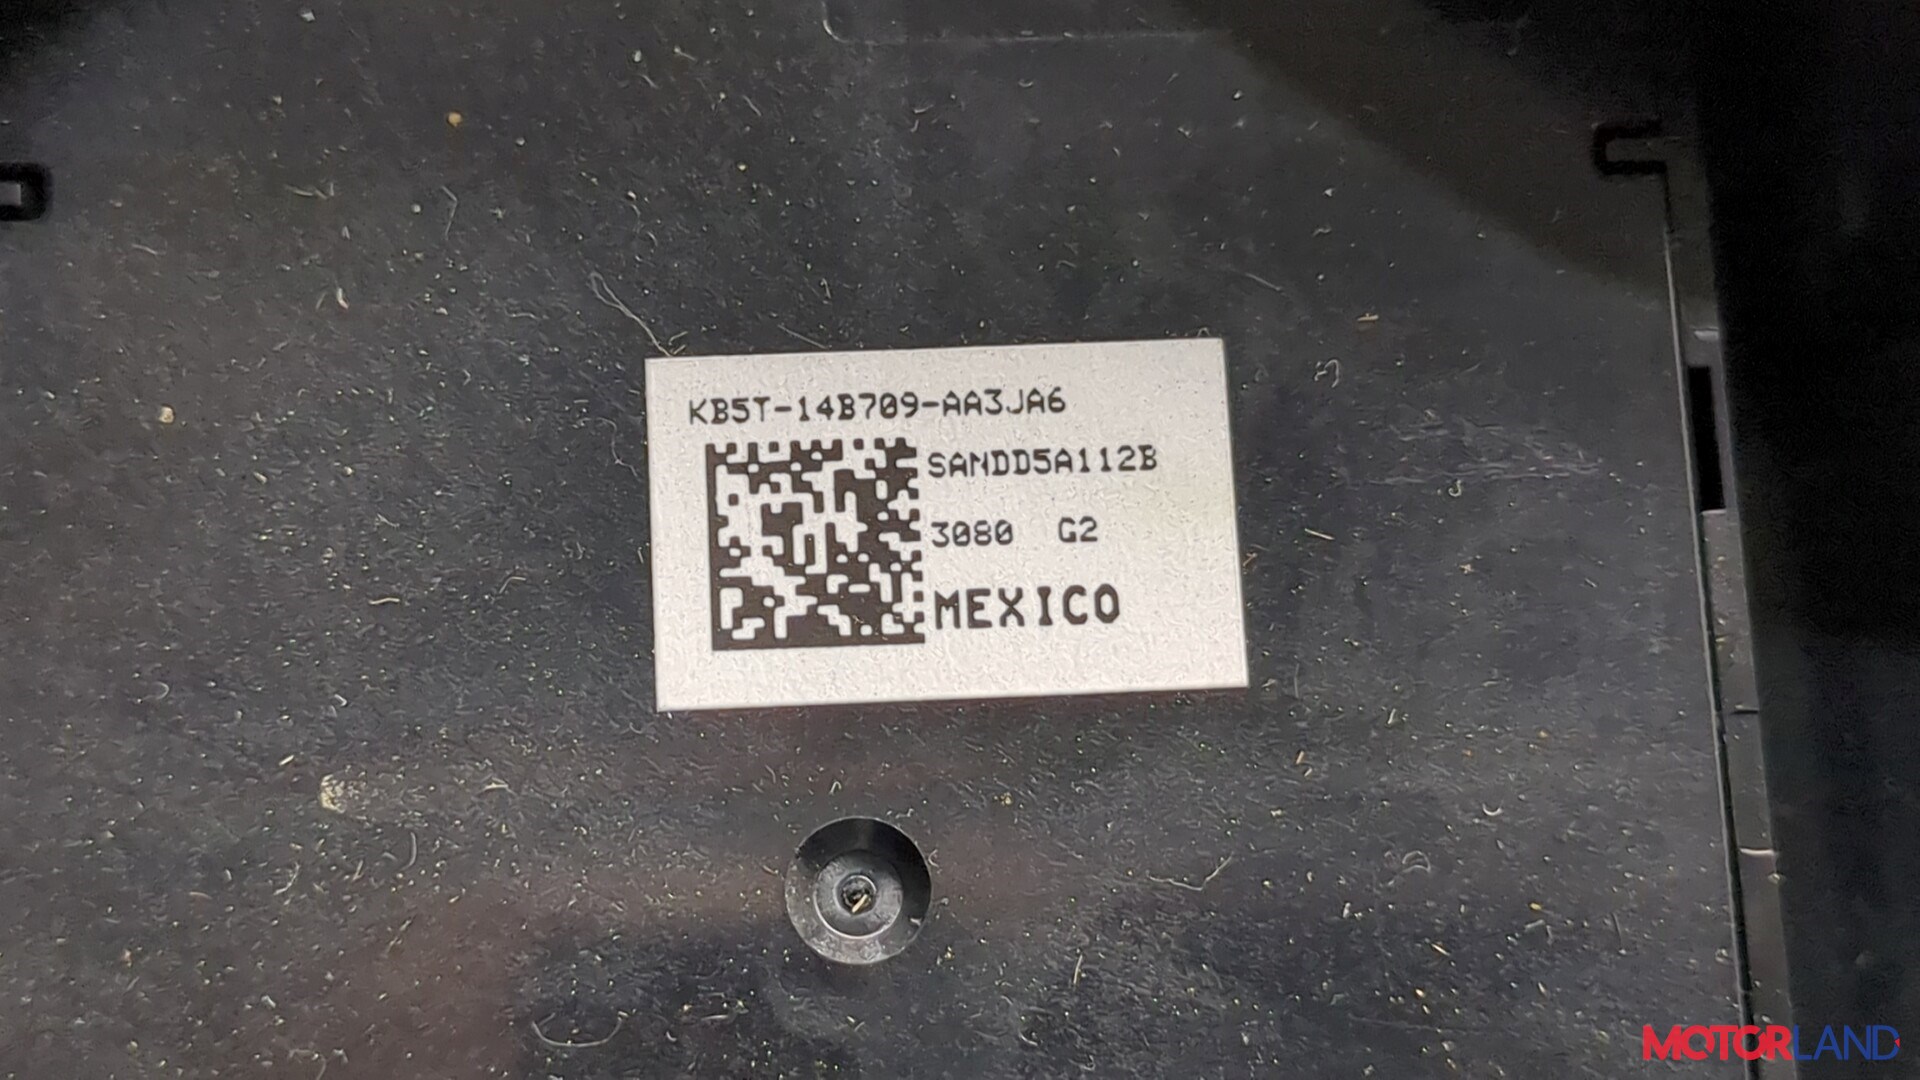 KB5T-14B709-AA3JA6
SANDD5A112B
3080 G2
MEXICO
MOTORLAND